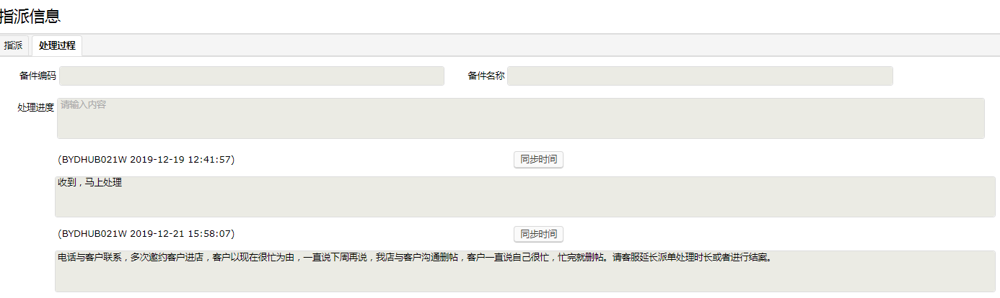 指派信息
指派 处理过程
备件编码 备件名称
处理进度 请输入内容
(BYDHUB021W 2019-12-19 12:41:57) 同步时间
收到，马上处理
(BYDHUB021W 2019-12-21 15:58:07) 同步时间
电话与客户联系，多次邀约客户进店，客户以现在很忙为由，一直说下周再说，我店与客户沟通删帖，客户一直说自己很忙，忙完就删帖。请客服延长派单处理时长或者进行结案。